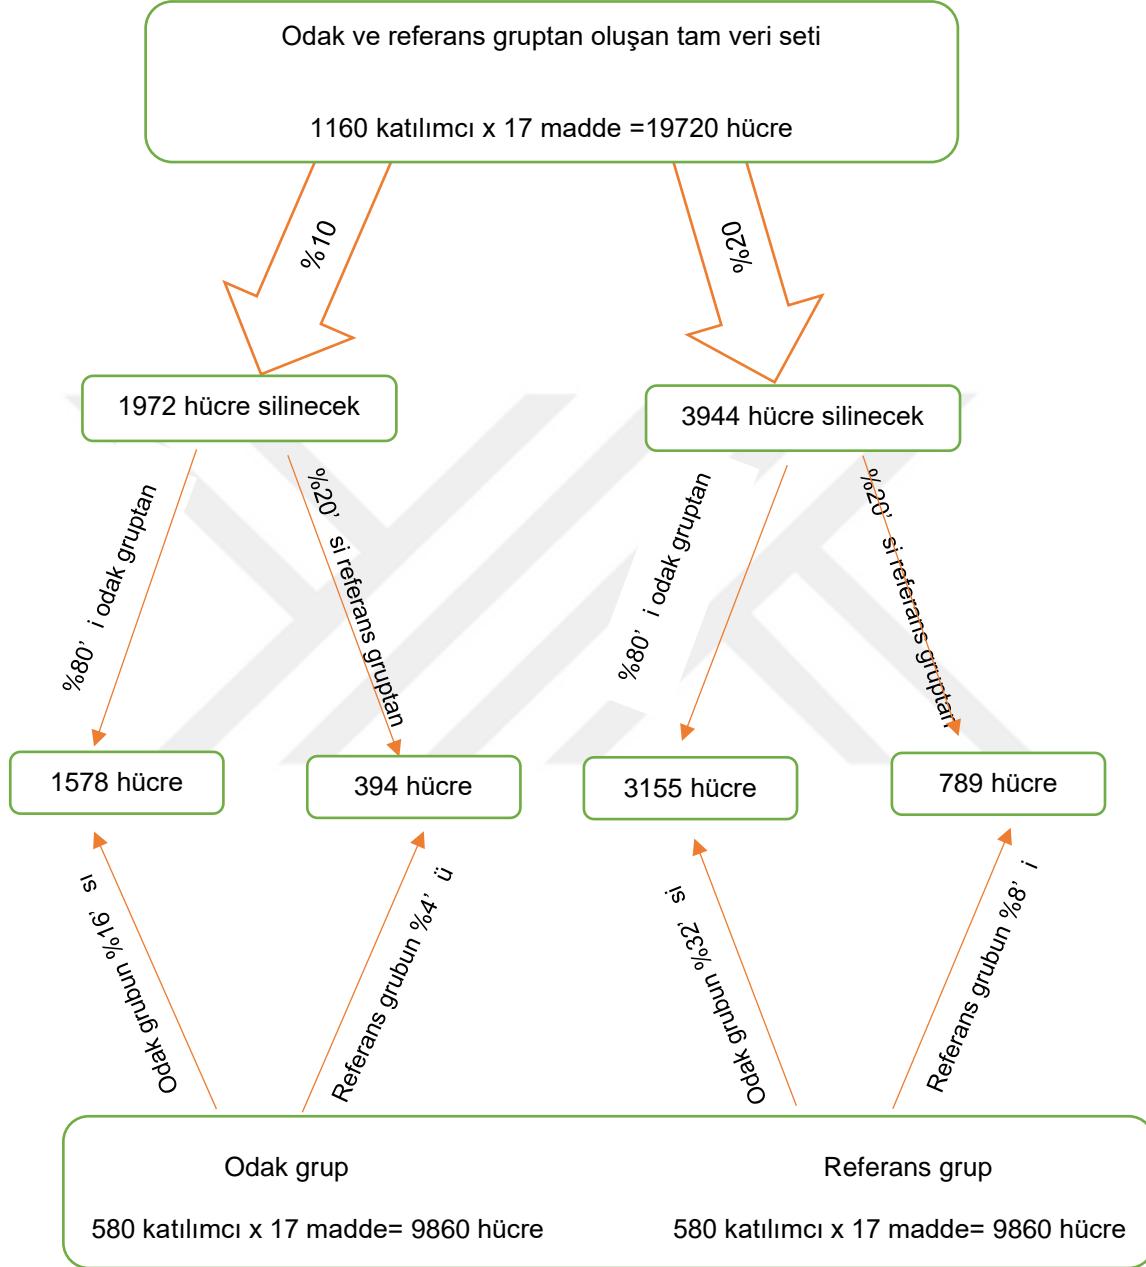 Odak ve referans gruptan oluşan tam veri seti
1160 katılımcı x 17 madde =19720 hücre
%10
%20
1972 hücre silinecek
3944 hücre silinecek
%80' i odak gruptan
%20' si referans gruptan
%80' i odak gruptan
%20' si referans gruptan
1578 hücre
394 hücre
3155 hücre
789 hücre
Odak grubun %16' sı
Referans grubun %4' ü
Odak grubun %32' si
Referans grubun %8' i
Odak grup
Referans grup
580 katılımcı x 17 madde= 9860 hücre
580 katılımcı x 17 madde= 9860 hücre